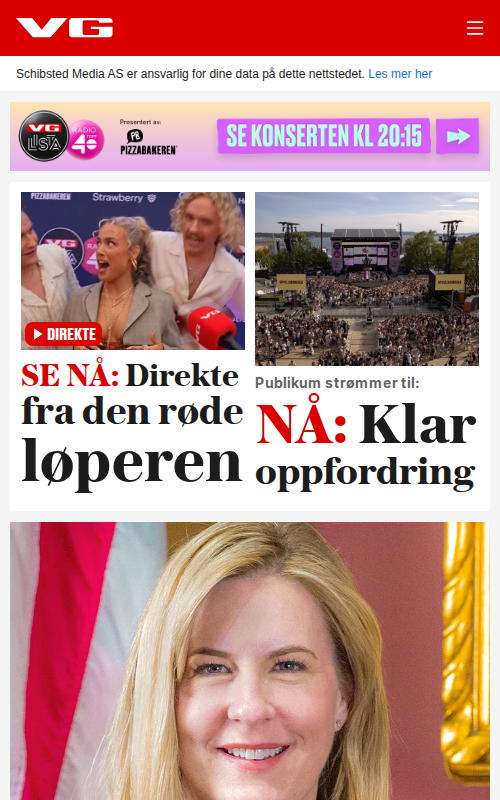 VG
Schibsted Media AS er ansvarlig for dine data på dette nettstedet. Les mer her
VG
LISTA
RADIO
TOPP
40
Presentert av:
PB
PIZZABAKEREN
SE KONSERTEN KL 20:15
PIZZABAKEREN
Strawberry
VG
VG
DIREKTE
SE NÅ: Direkte
fra den røde
løperen
Publikum strømmer til:
NÅ: Klar
oppfordring